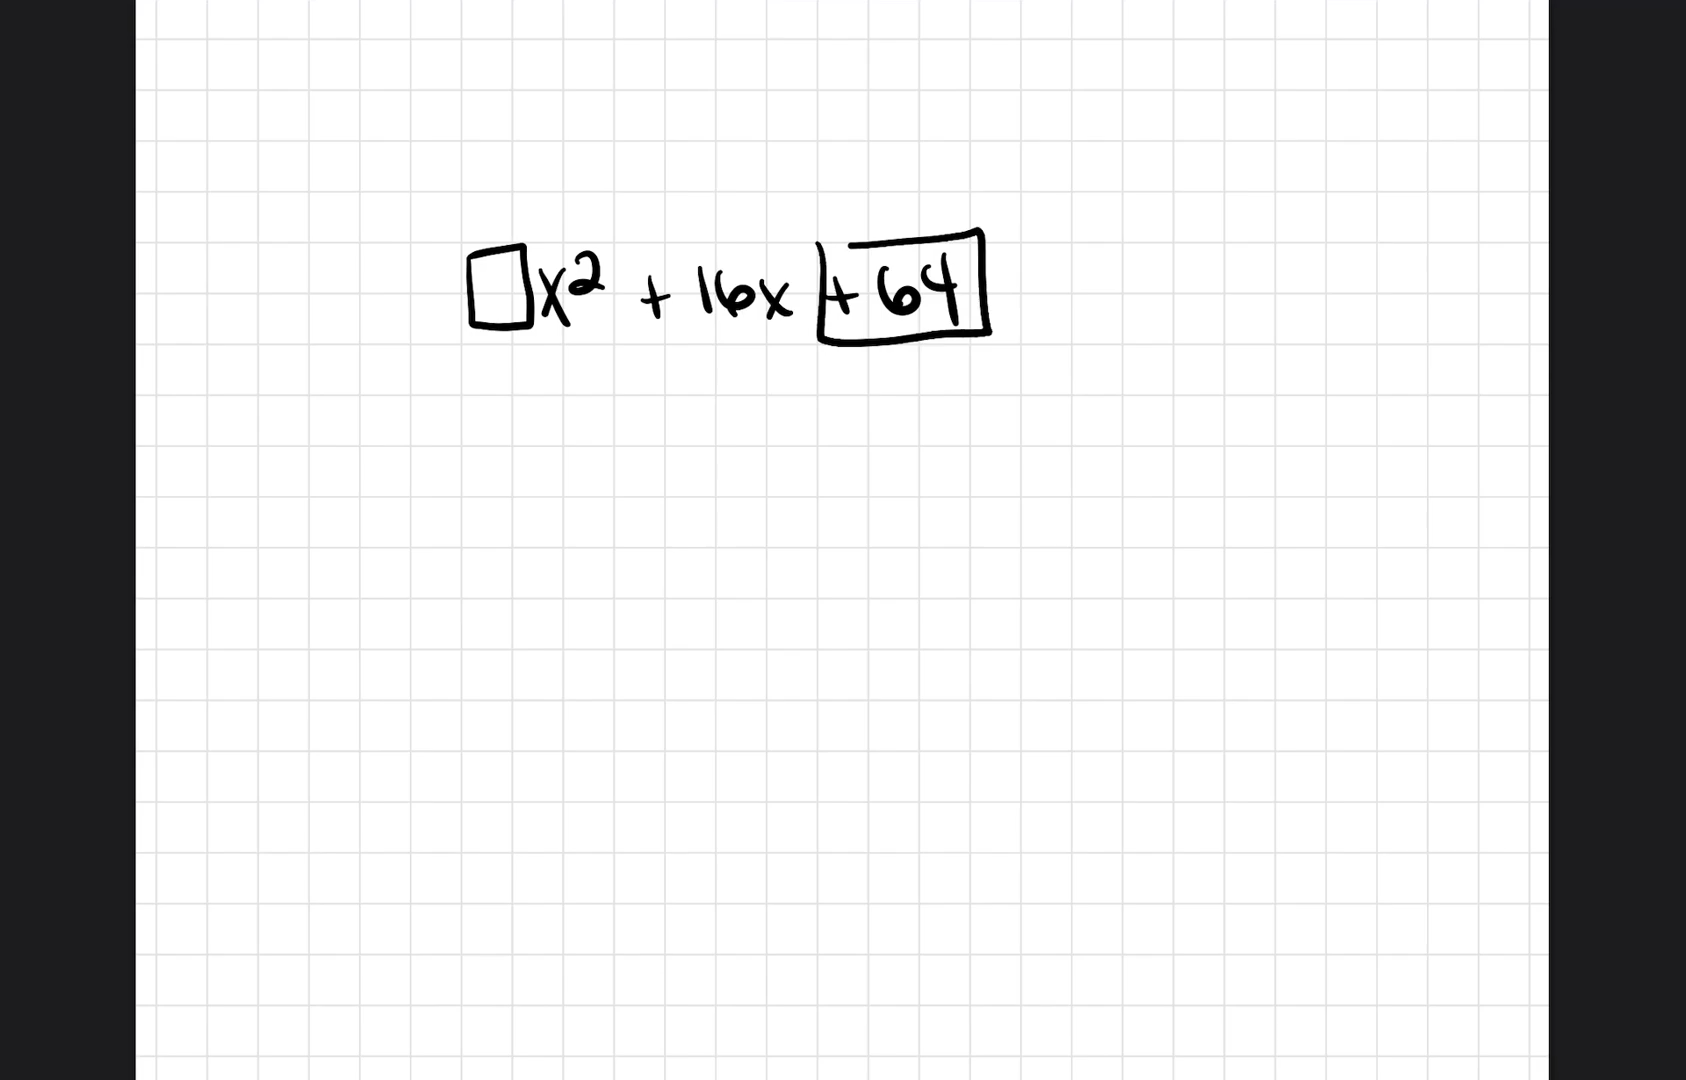 □x² + 16x + 64